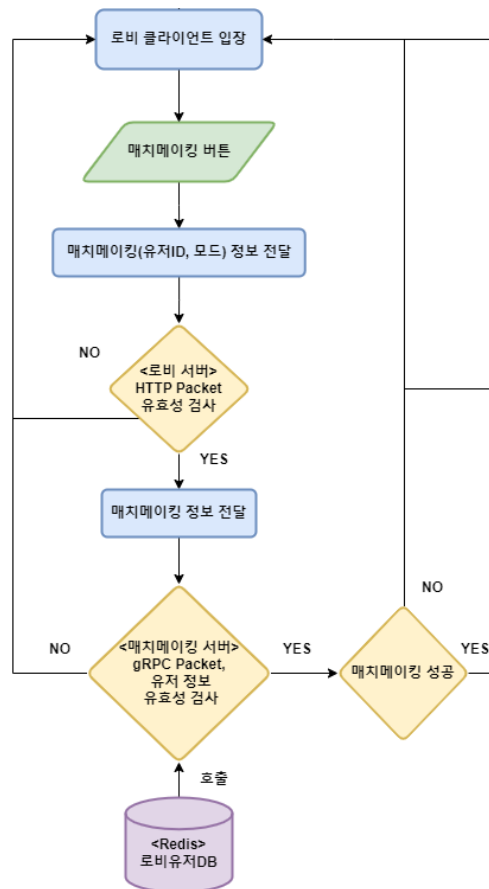 로비 클라이언트 입장
매치메이킹 버튼
매치메이킹(유저ID, 모드) 정보 전달
NO
<로비 서버>
HTTP Packet
유효성 검사
YES
매치메이킹 정보 전달
NO
<매치메이킹 서버>
gRPC Packet,
유저 정보
유효성 검사
YES
NO
매치메이킹 성공
YES
호출
<Redis>
로비유저DB